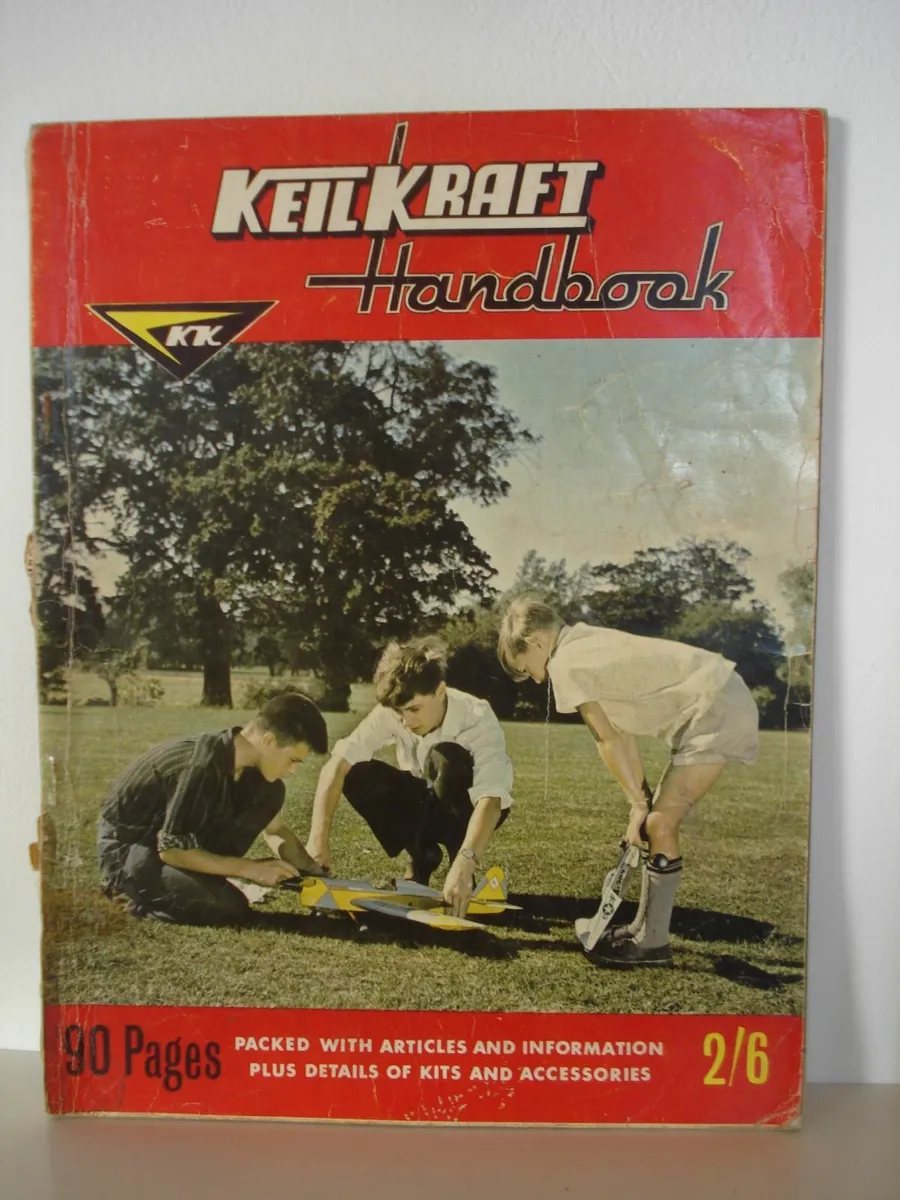 KEILKRAFT
Handbook
KK
90 Pages
PACKED WITH ARTICLES AND INFORMATION
PLUS DETAILS OF KITS AND ACCESSORIES
2/6